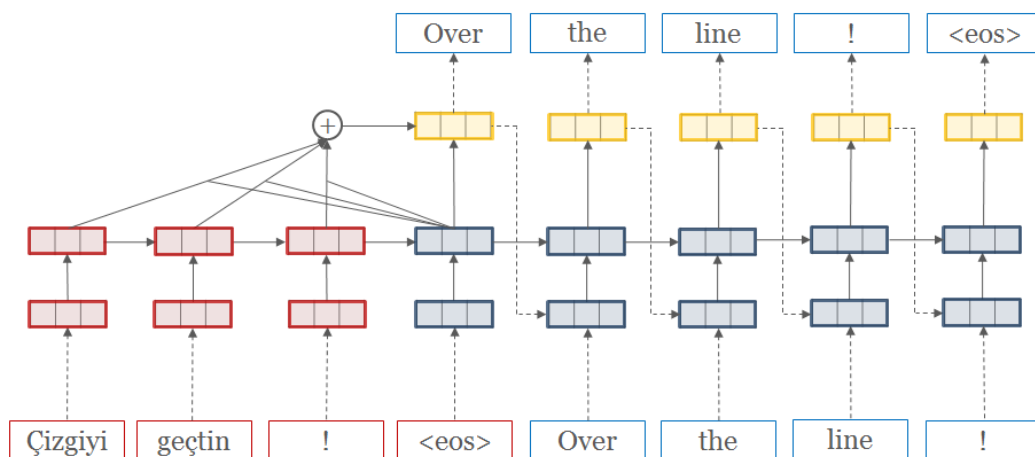 Over the line ! <eos>
+
Çizgiyi geçtin ! <eos> Over the line !